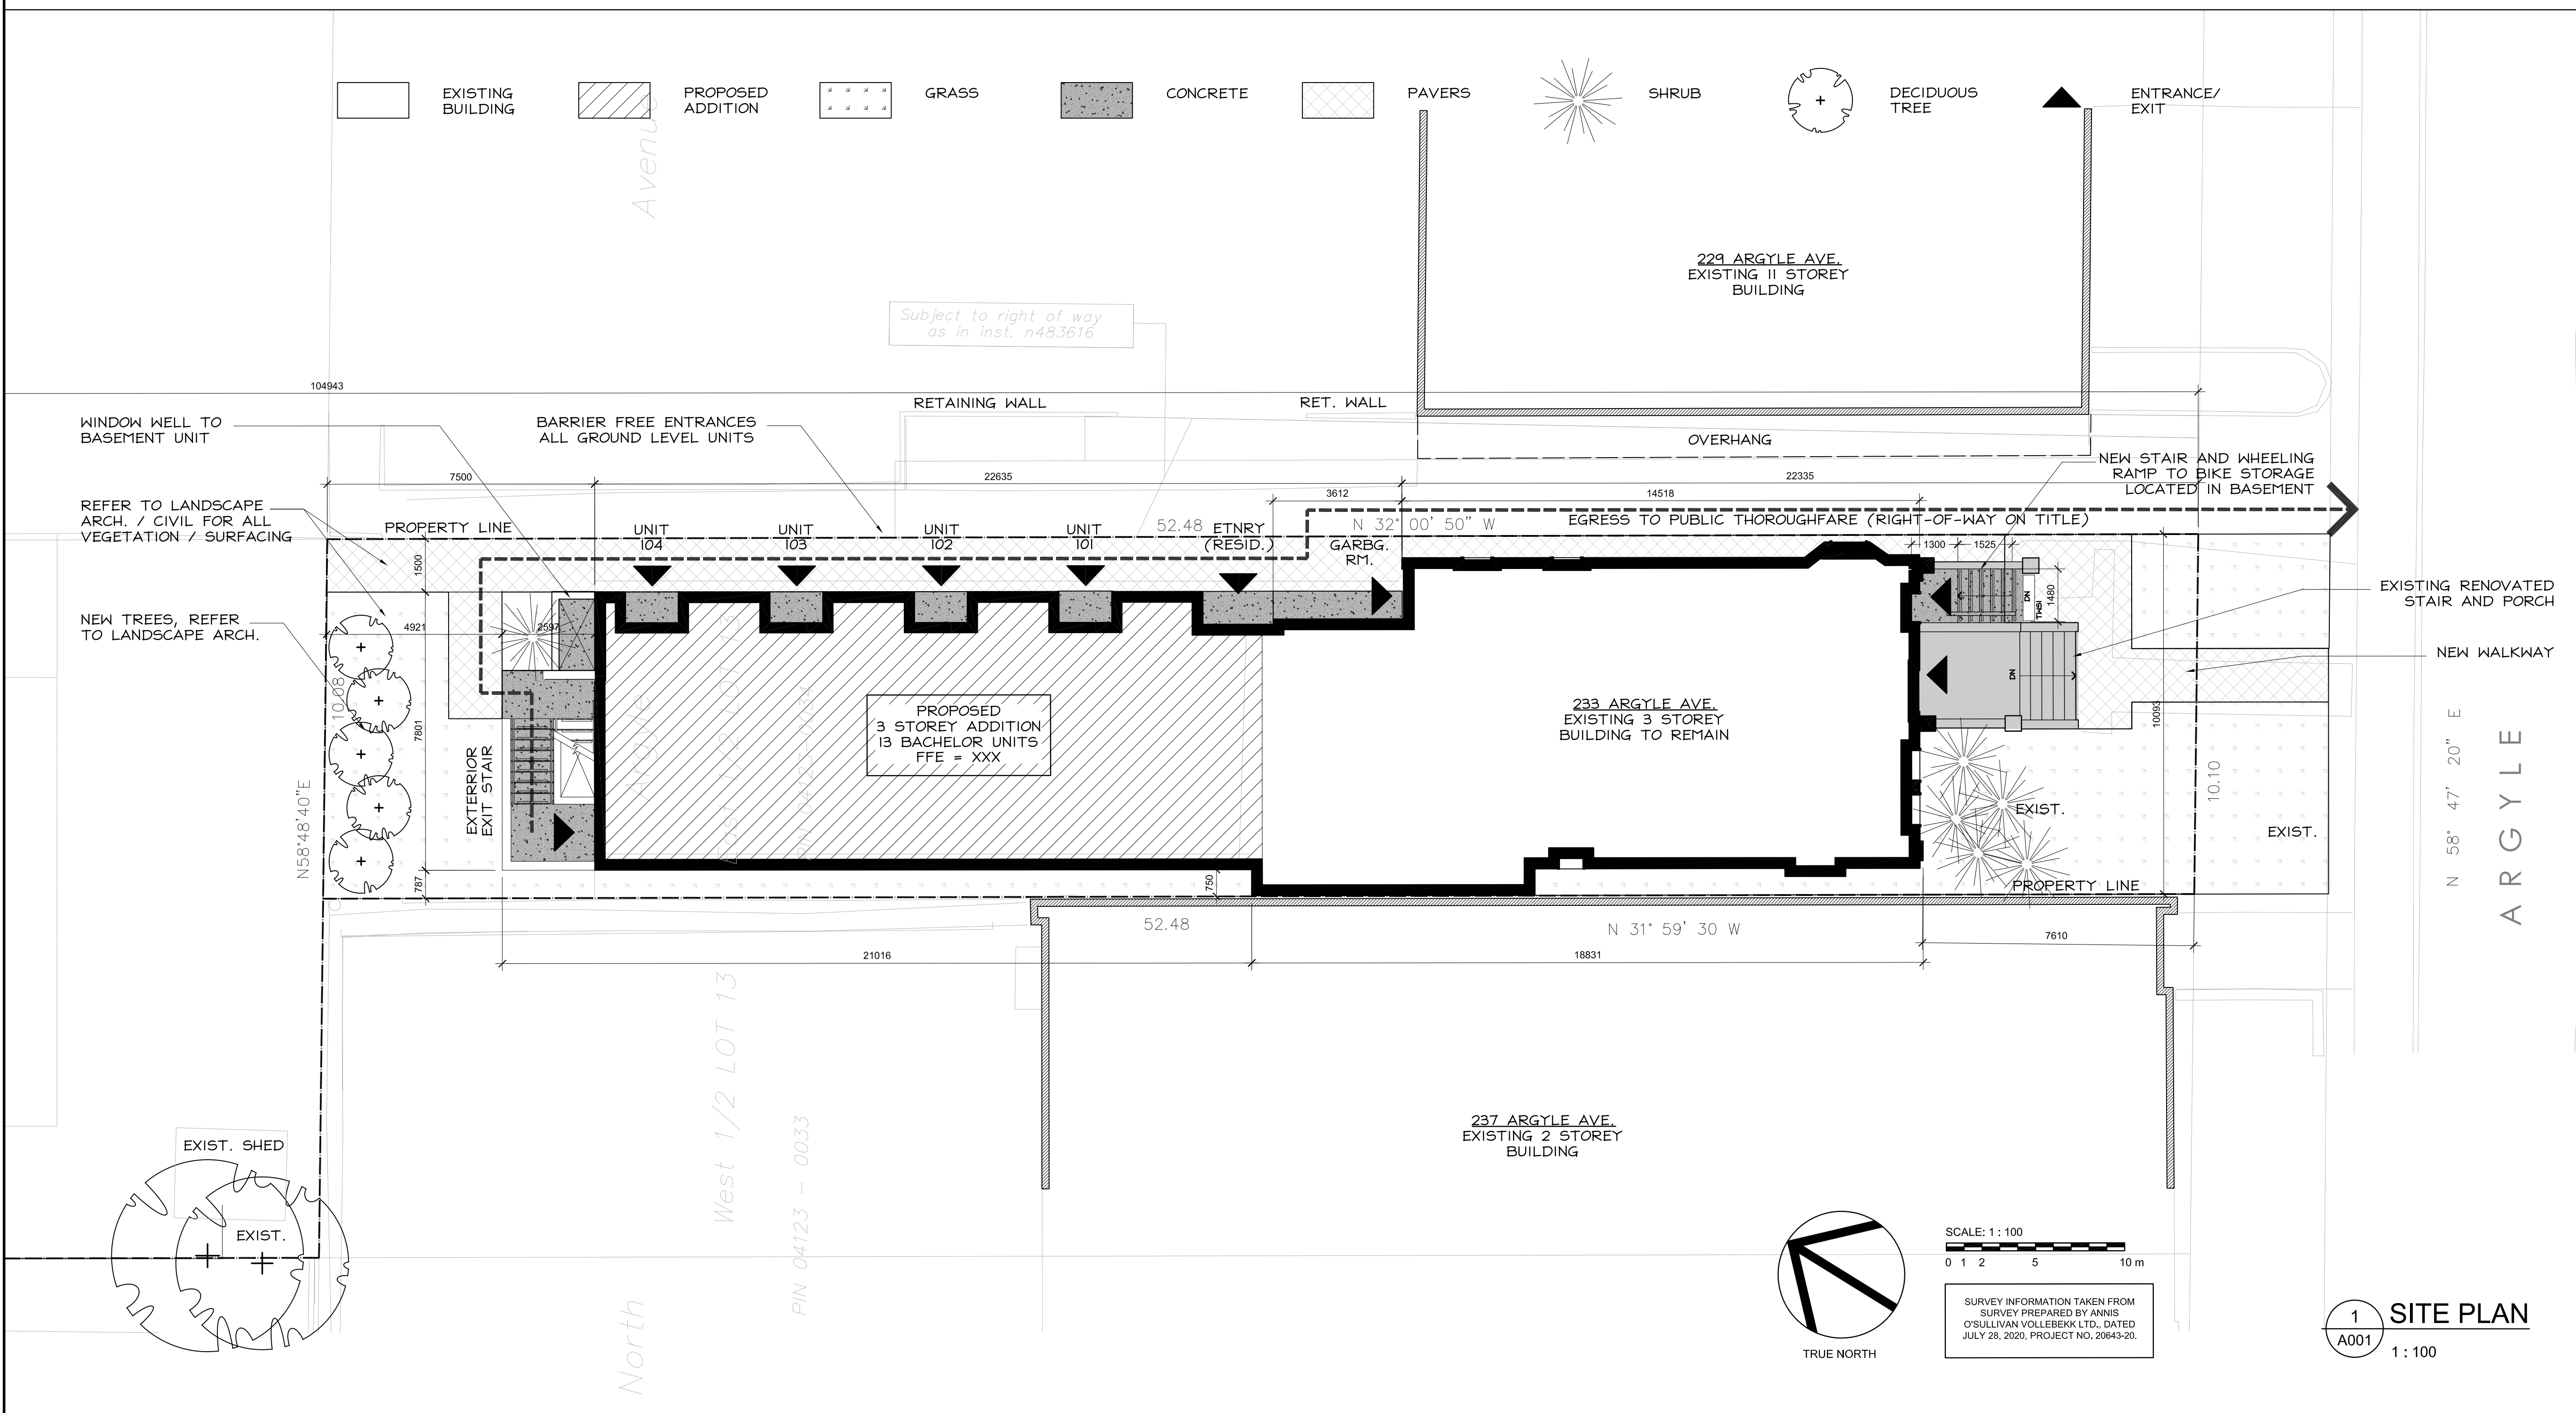 EXISTING
BUILDING
PROPOSED
ADDITION
GRASS
CONCRETE
PAVERS
SHRUB
DECIDUOUS
TREE
ENTRANCE/
EXIT
Avenue
229 ARGYLE AVE.
EXISTING 11 STOREY
BUILDING
Subject to right of way
as in inst. n483616
104943
RETAINING WALL
RET. WALL
WINDOW WELL TO
BASEMENT UNIT
BARRIER FREE ENTRANCES
ALL GROUND LEVEL UNITS
OVERHANG
NEW STAIR AND WHEELING
RAMP TO BIKE STORAGE
LOCATED IN BASEMENT
7500
22635
22335
3612
14518
REFER TO LANDSCAPE
ARCH. / CIVIL FOR ALL
VEGETATION / SURFACING
PROPERTY LINE
UNIT
104
UNIT
103
UNIT
102
UNIT
101
52.48
ETNRY
(RESID.)
N 32° 00' 50" W
EGRESS TO PUBLIC THOROUGHFARE (RIGHT-OF-WAY ON TITLE)
GARBG.
RM.
1300
1525
1500
1480
DN
TWSI
EXISTING RENOVATED
STAIR AND PORCH
NEW TREES, REFER
TO LANDSCAPE ARCH.
4921
2597
NEW WALKWAY
DN
10.08
7801
PROPOSED
3 STOREY ADDITION
13 BACHELOR UNITS
FFE = XXX
233 ARGYLE AVE.
EXISTING 3 STOREY
BUILDING TO REMAIN
10093
EXTERIOR
EXIT STAIR
Argyle
East 1/2 LOT 13
N58°48'40"E
10.10
N 58° 47' 20" E
ARGYLE
EXIST.
EXIST.
787
750
PROPERTY LINE
52.48
N 31° 59' 30 W
7610
21016
18831
West 1/2 LOT 13
PIN 04123 - 0033
North
237 ARGYLE AVE.
EXISTING 2 STOREY
BUILDING
EXIST. SHED
EXIST.
TRUE NORTH
SCALE: 1 : 100
0 1 2 5 10 m
SURVEY INFORMATION TAKEN FROM
SURVEY PREPARED BY ANNIS
O'SULLIVAN VOLLEBEKK LTD., DATED
JULY 28, 2020, PROJECT NO. 20643-20.
1
A001
SITE PLAN
1 : 100